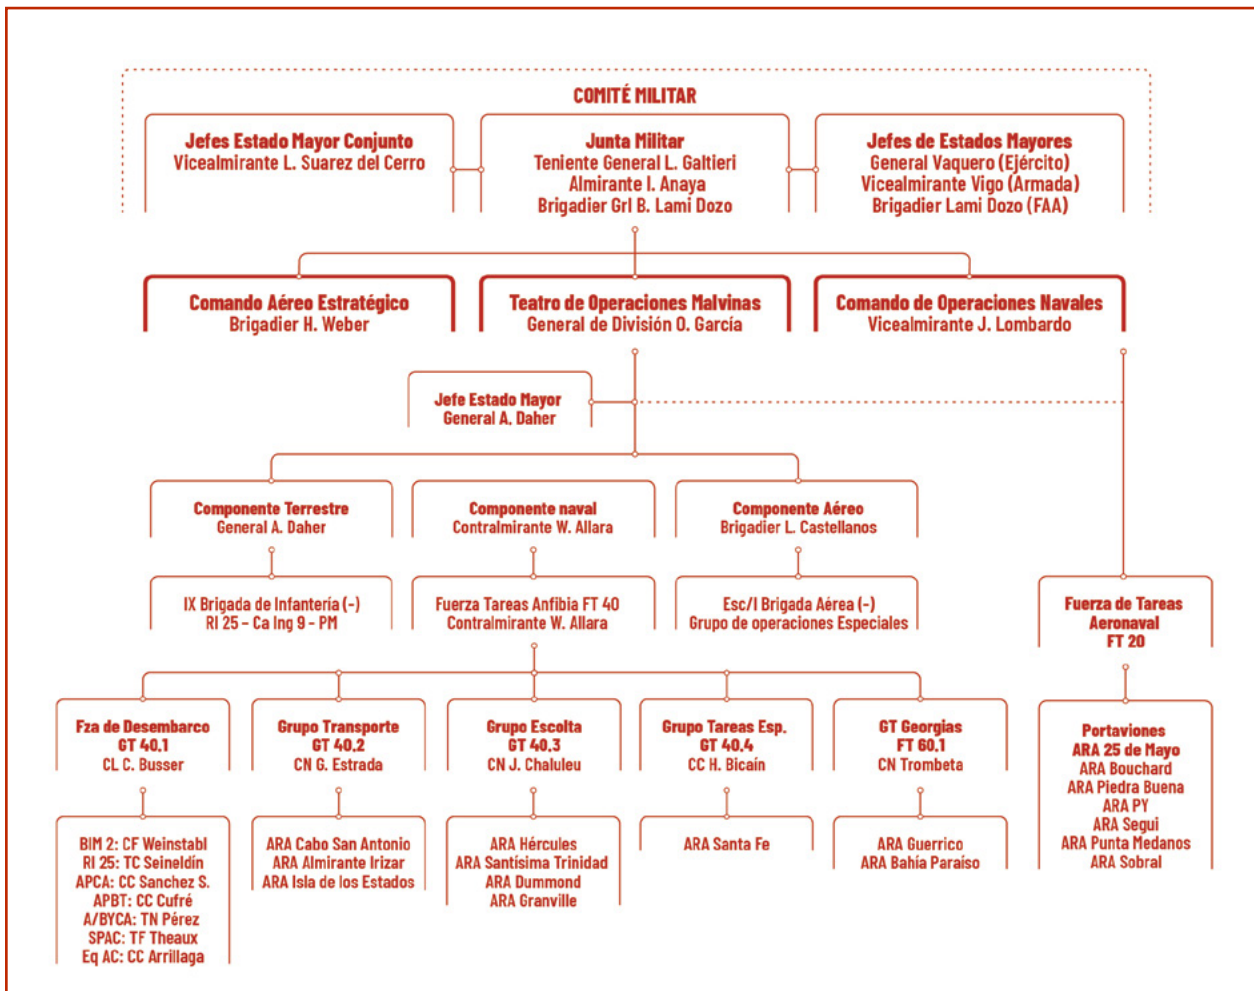 COMITÉ MILITAR
Jefes Estado Mayor Conjunto
Vicealmirante L. Suarez del Cerro
Junta Militar
Teniente General L. Galtieri
Almirante I. Anaya
Brigadier Grl B. Lami Dozo
Jefes de Estados Mayores
General Vaquero (Ejército)
Vicealmirante Vigo (Armada)
Brigadier Lami Dozo (FAA)
Comando Aéreo Estratégico
Brigadier H. Weber
Teatro de Operaciones Malvinas
General de División O. García
Comando de Operaciones Navales
Vicealmirante J. Lombardo
Jefe Estado Mayor
General A. Daher
Componente Terrestre
General A. Daher
Componente naval
Contralmirante W. Allara
Componente Aéreo
Brigadier L. Castellanos
IX Brigada de Infantería (-)
RI 25 - Ca Ing 9 - PM
Fuerza Tareas Anfibia FT 40
Contralmirante W. Allara
Esc/I Brigada Aérea (-)
Grupo de operaciones Especiales
Fuerza de Tareas
Aeronaval
FT 20
Fza de Desembarco
GT 40.1
CL C. Busser
Grupo Transporte
GT 40.2
CN G. Estrada
Grupo Escolta
GT 40.3
CN J. Chaluleu
Grupo Tareas Esp.
GT 40.4
CC H. Bicaín
GT Georgias
FT 60.1
CN Trombeta
Portaviones
ARA 25 de Mayo
ARA Bouchard
ARA Piedra Buena
ARA PY
ARA Segui
ARA Punta Medanos
ARA Sobral
BIM 2: CF Weinstabl
RI 25: TC Seineldín
APCA: CC Sanchez S.
APBT: CC Cufré
A/BYCA: TN Pérez
SPAC: TF Theaux
Eq AC: CC Arrillaga
ARA Cabo San Antonio
ARA Almirante Irizar
ARA Isla de los Estados
ARA Hércules
ARA Santísima Trinidad
ARA Dummond
ARA Granville
ARA Santa Fe
ARA Guerrico
ARA Bahía Paraíso